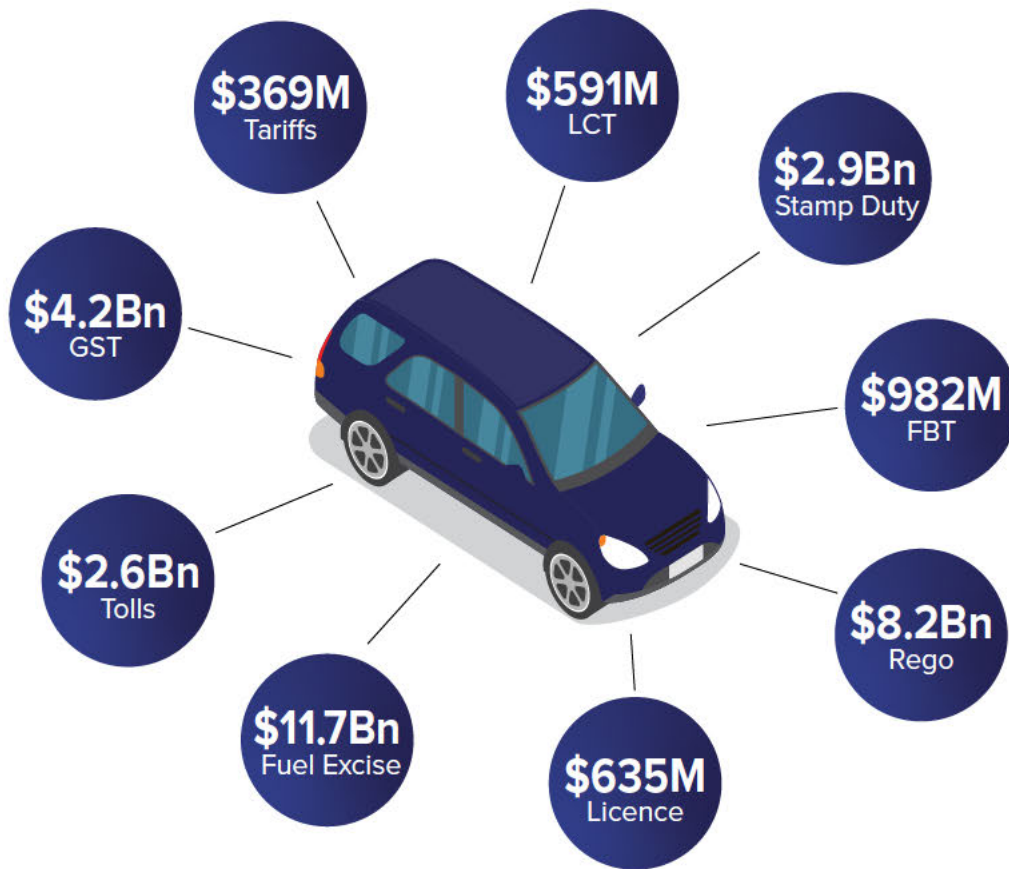 $369M
Tariffs
$591M
LCT
$2.9Bn
Stamp Duty
$4.2Bn
GST
$982M
FBT
$2.6Bn
Tolls
$8.2Bn
Rego
$11.7Bn
Fuel Excise
$635M
Licence